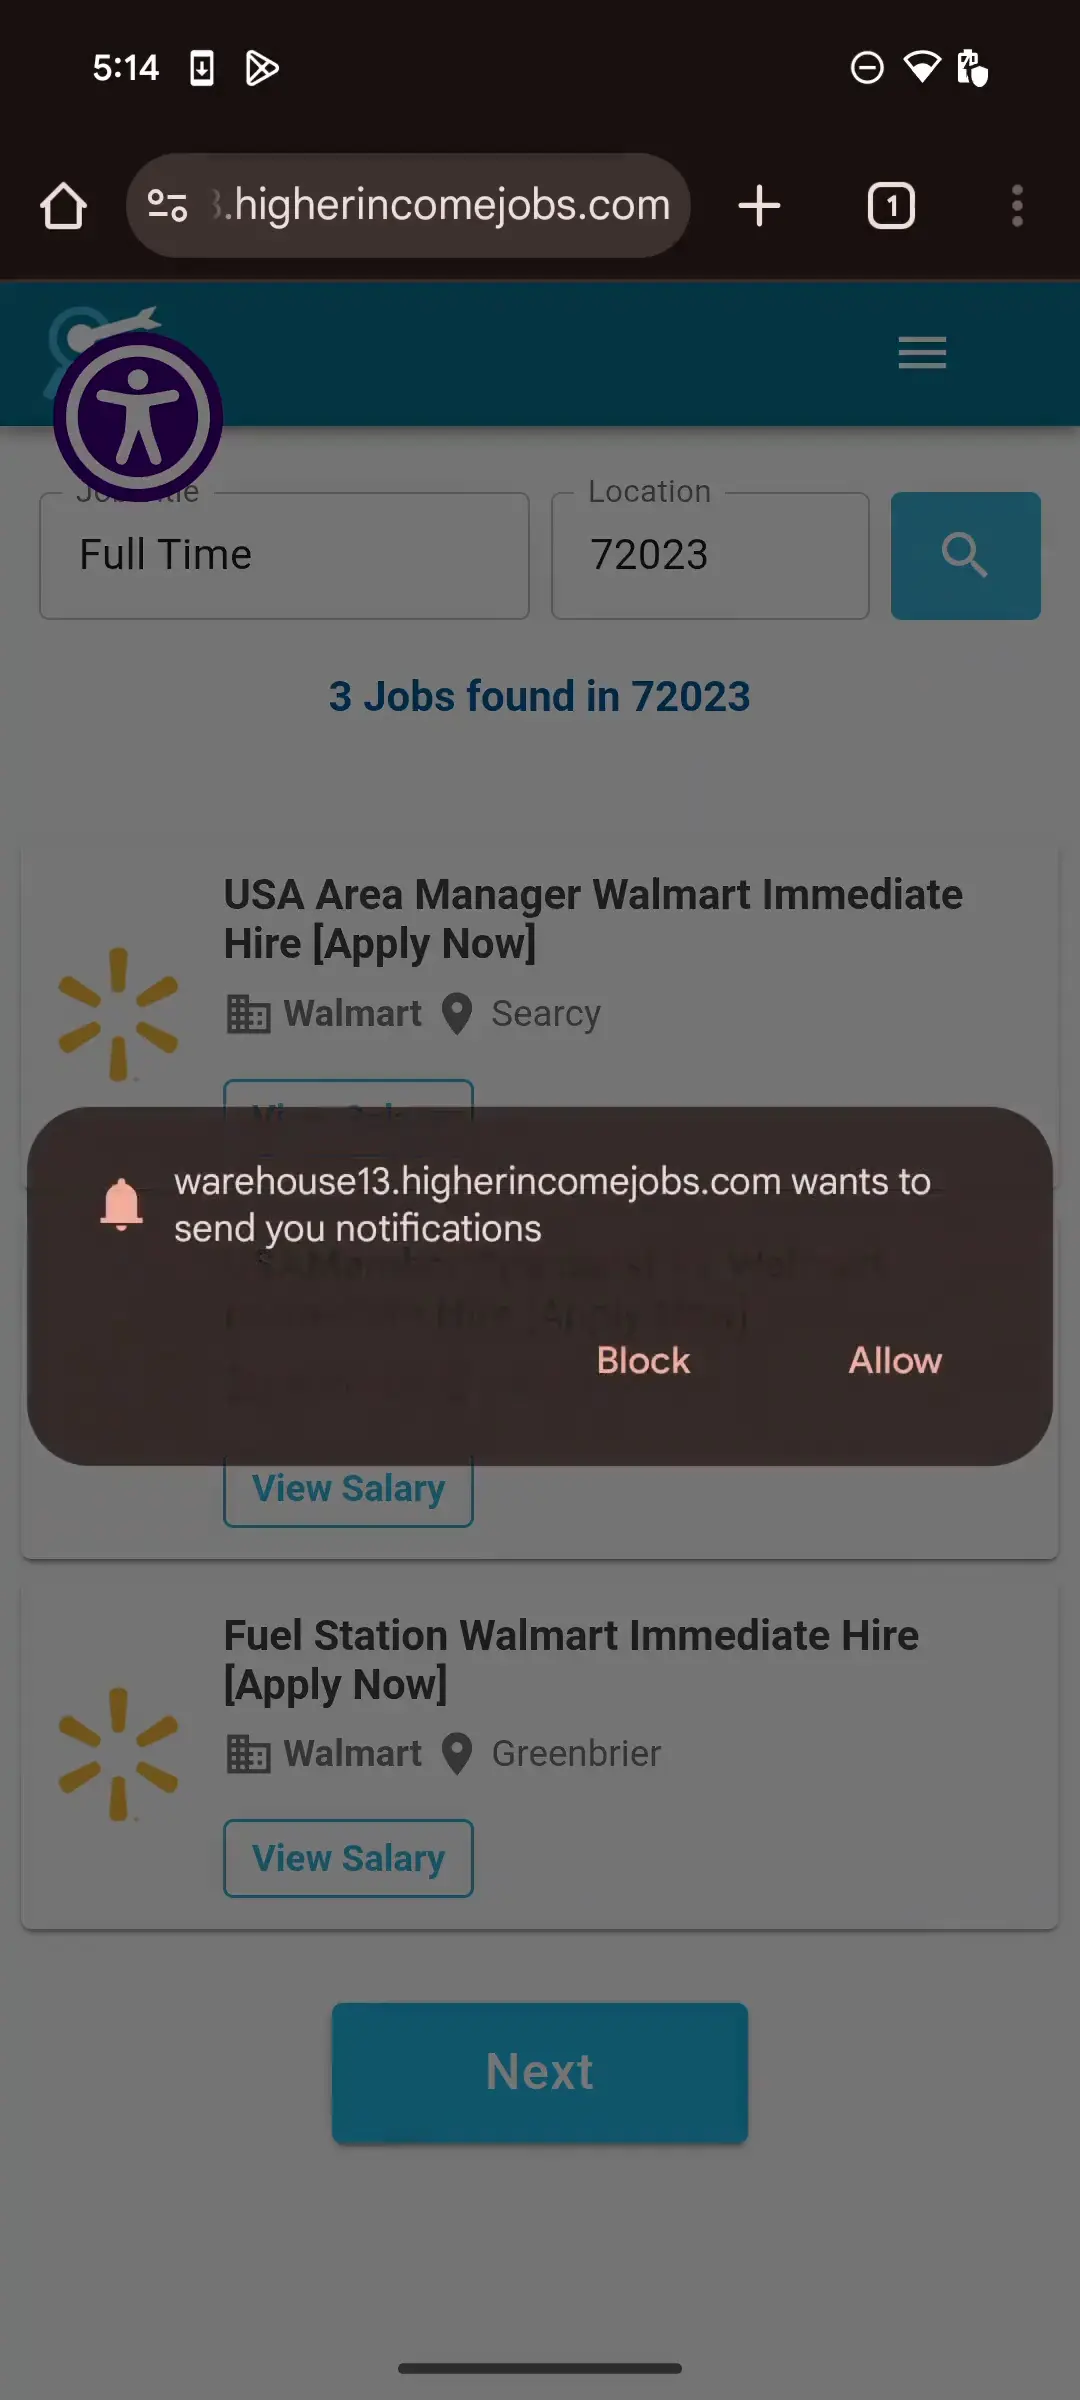 5:14
.higherincomejobs.com
1
Job Title
Location
Full Time
72023
3 Jobs found in 72023
USA Area Manager Walmart Immediate
Hire [Apply Now]
Walmart
Searcy
View Salary
warehouse13.higherincomejobs.com wants to
send you notifications
Block
Allow
View Salary
Fuel Station Walmart Immediate Hire
[Apply Now]
Walmart
Greenbrier
View Salary
Next